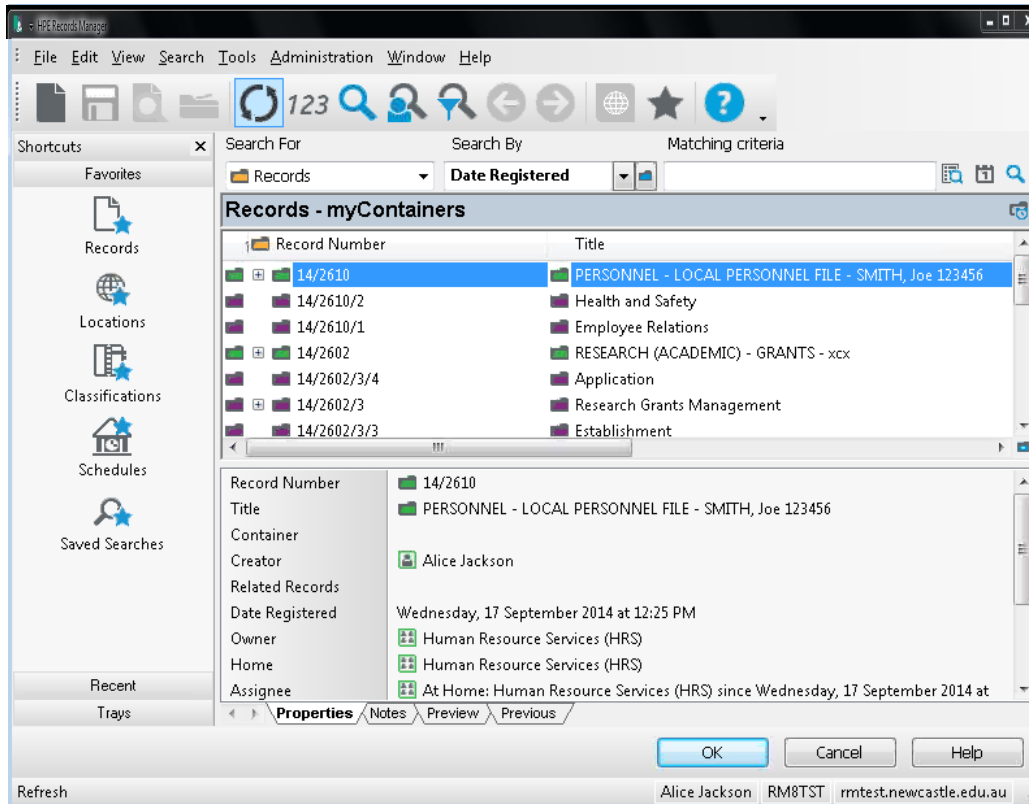 HPE Records Manager
File Edit View Search Tools Administration Window Help
123
Shortcuts x
Favorites
Records
Locations
Classifications
Schedules
Saved Searches
Recent
Trays
Search For Search By Matching criteria
Records Date Registered
Records - myContainers
1 Record Number Title
14/2610 PERSONNEL - LOCAL PERSONNEL FILE - SMITH, Joe 123456
14/2610/2 Health and Safety
14/2610/1 Employee Relations
14/2602 RESEARCH (ACADEMIC) - GRANTS - xcx
14/2602/3/4 Application
14/2602/3 Research Grants Management
14/2602/3/3 Establishment
Record Number 14/2610
Title PERSONNEL - LOCAL PERSONNEL FILE - SMITH, Joe 123456
Container
Creator Alice Jackson
Related Records
Date Registered Wednesday, 17 September 2014 at 12:25 PM
Owner Human Resource Services (HRS)
Home Human Resource Services (HRS)
Assignee At Home: Human Resource Services (HRS) since Wednesday, 17 September 2014 at
Properties Notes Preview Previous
OK Cancel Help
Refresh Alice Jackson RM8TST rmtest.newcastle.edu.au